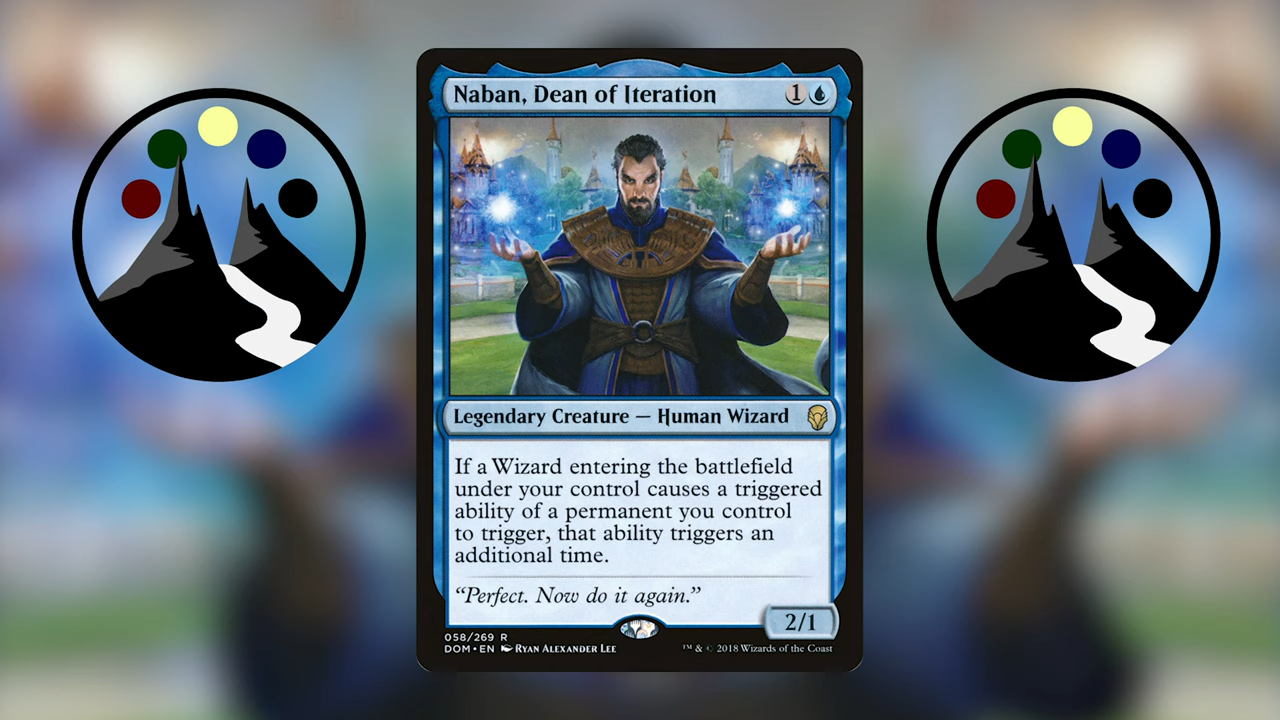 Naban, Dean of Iteration 1
Legendary Creature — Human Wizard
If a Wizard entering the battlefield
under your control causes a triggered
ability of a permanent you control
to trigger, that ability triggers an
additional time.
“Perfect. Now do it again.”
2/1
058/269 R
DOM • EN Ryan Alexander Lee
™ & © 2018 Wizards of the Coast